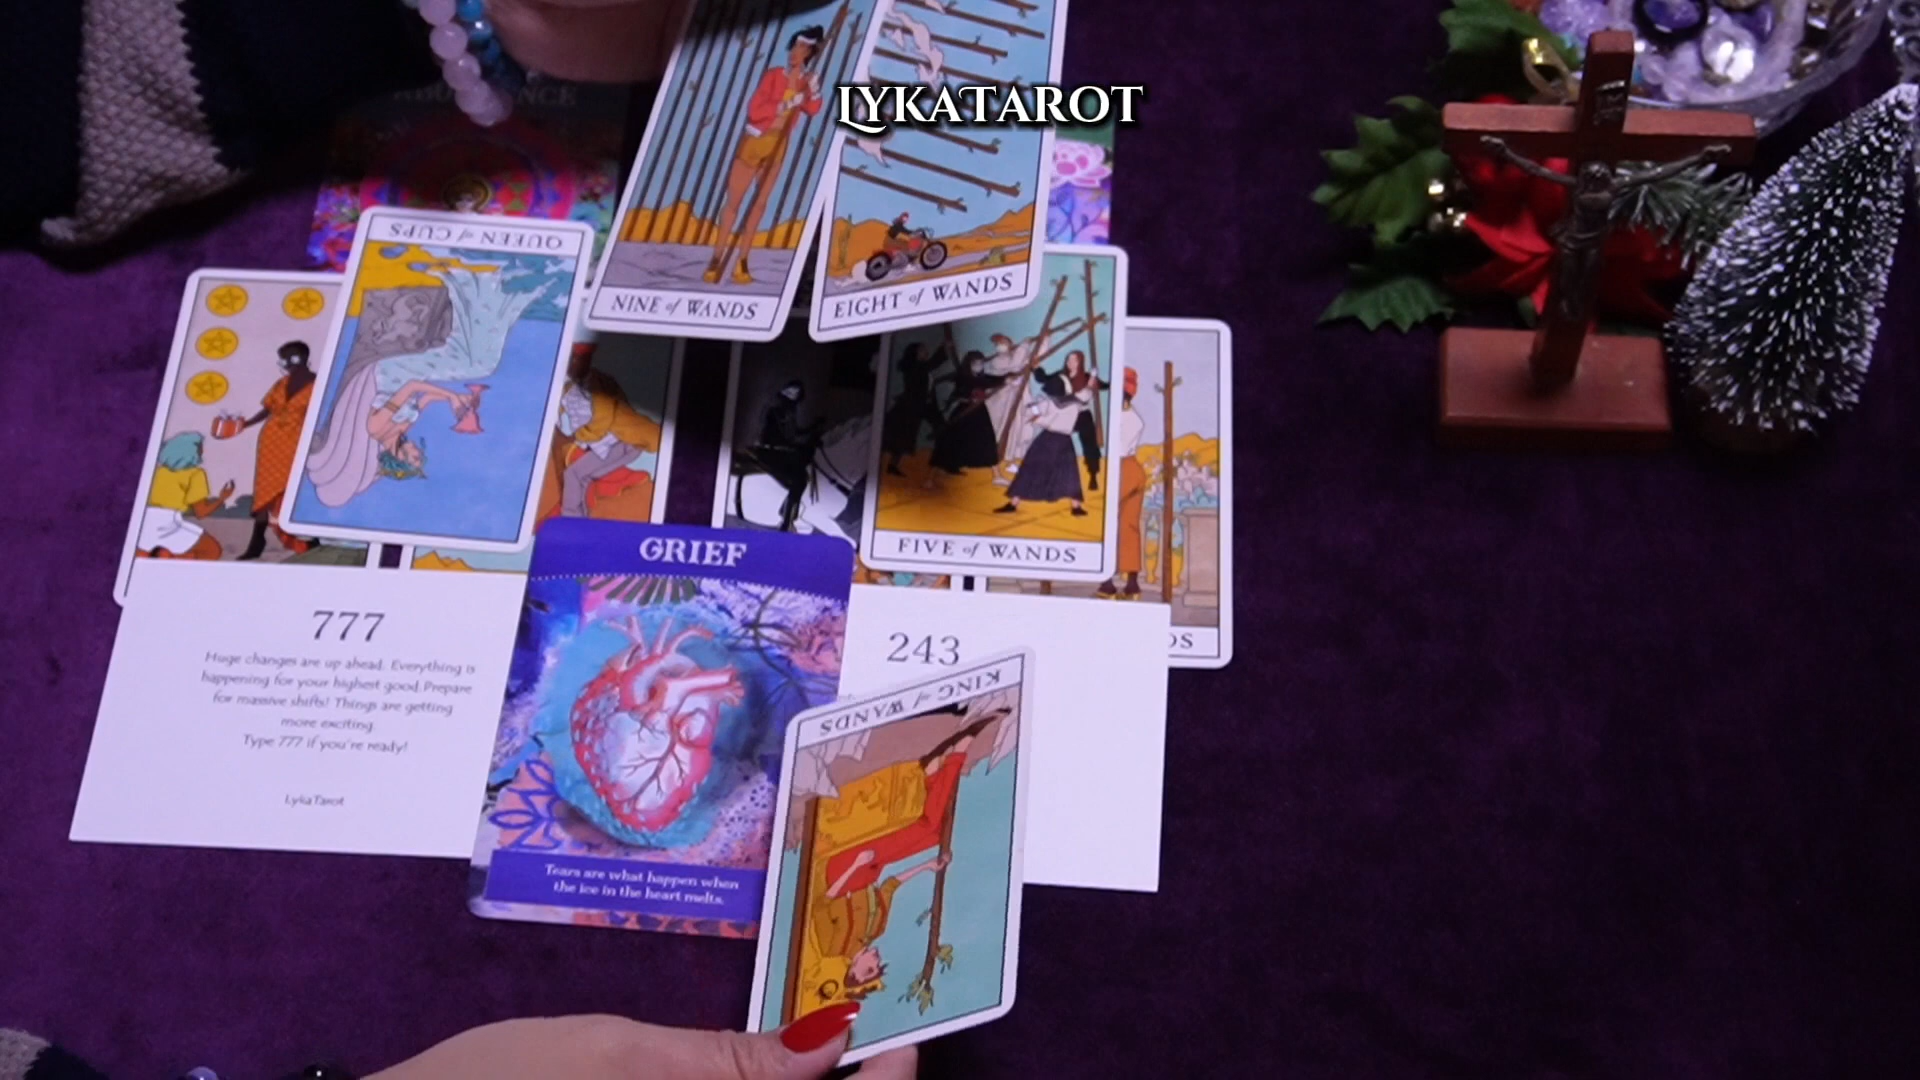 LYKATAROT
QUEEN of CUPS
NINE of WANDS
EIGHT of WANDS
FIVE of WANDS
DS
GRIEF
777
Huge changes are up ahead. Everything is
happening for your highest good. Prepare
for massive shifts! Things are getting
more exciting
Type 777 if you're ready!
LykaTarot
243
KING of WANDS
Tears are what happen when
the ice in the heart melts.